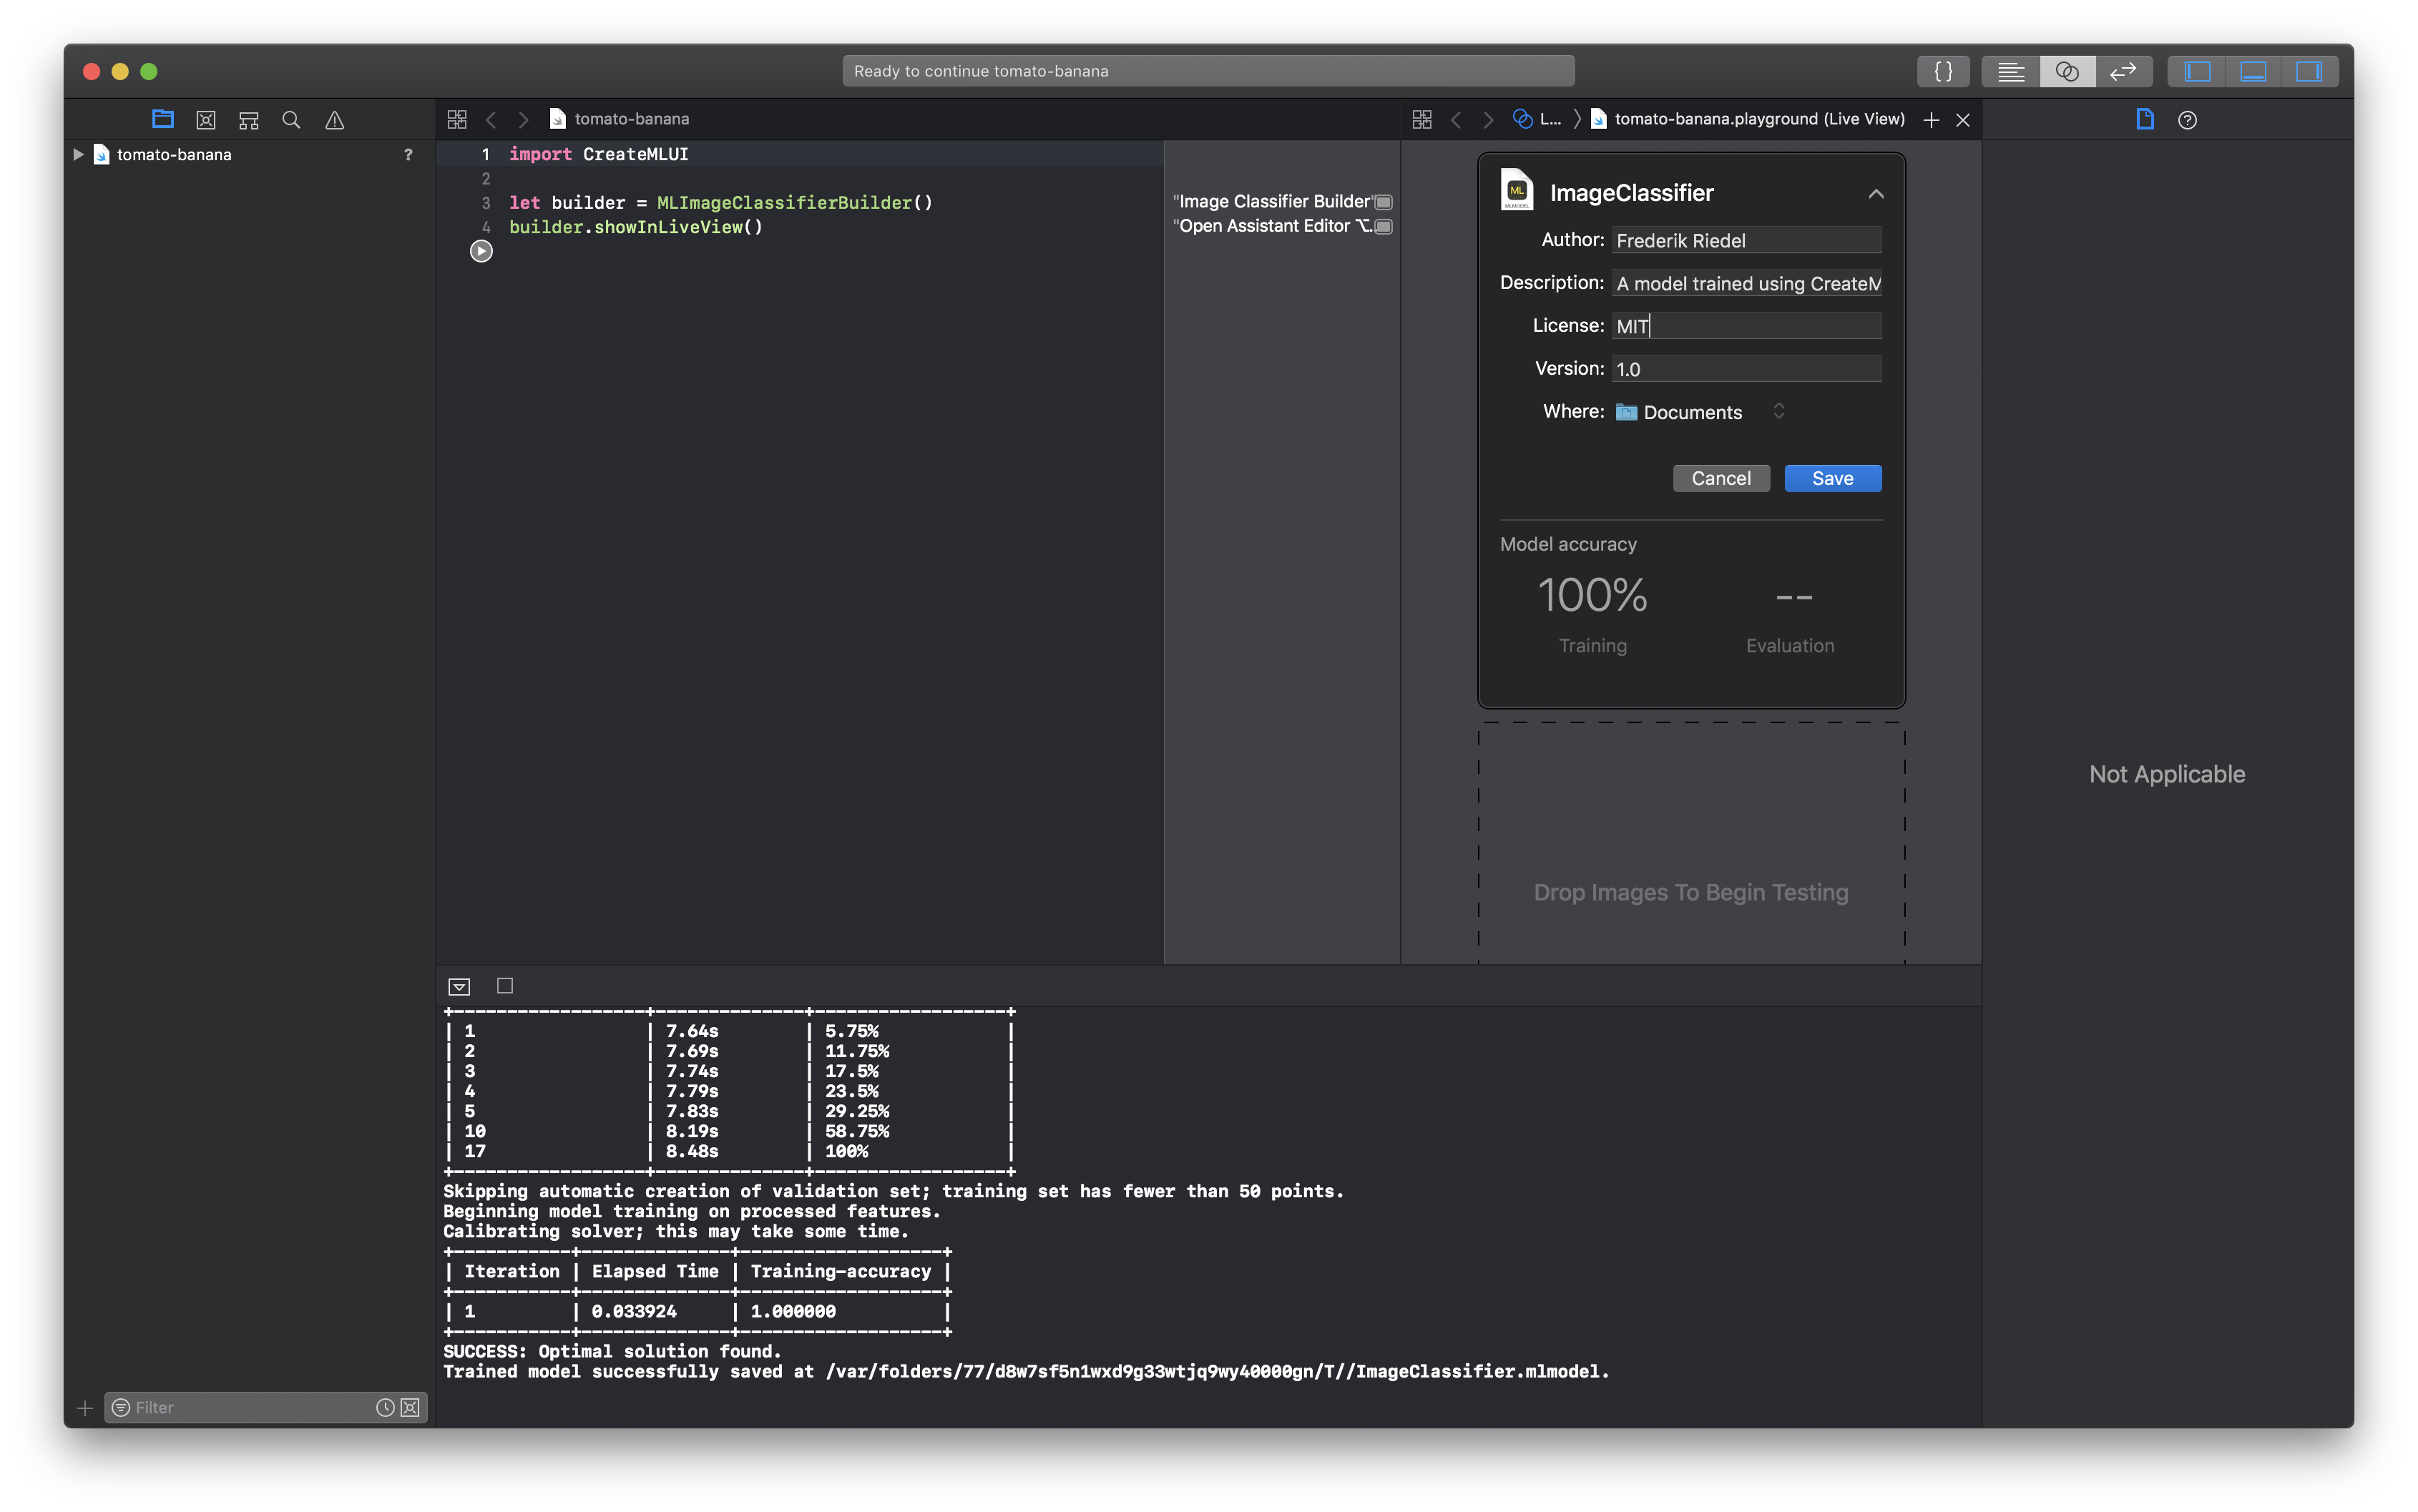 Ready to continue tomato-banana
{ }
tomato-banana
L... 〉 tomato-banana.playground (Live View)
tomato-banana ?
1 import CreateMLUI
2
3 let builder = MLImageClassifierBuilder()
4 builder.showInLiveView()
"Image Classifier Builder"
"Open Assistant Editor ⌥.
ML
MLMODEL
ImageClassifier
Author: Frederik Riedel
Description: A model trained using CreateM
License: MIT
Version: 1.0
Where: Documents
Cancel Save
Model accuracy
100% --
Training Evaluation
Drop Images To Begin Testing
Not Applicable
+------------------+--------------+------------------+
| 1 | 7.64s | 5.75% |
| 2 | 7.69s | 11.75% |
| 3 | 7.74s | 17.5% |
| 4 | 7.79s | 23.5% |
| 5 | 7.83s | 29.25% |
| 10 | 8.19s | 58.75% |
| 17 | 8.48s | 100% |
+------------------+--------------+------------------+
Skipping automatic creation of validation set; training set has fewer than 50 points.
Beginning model training on processed features.
Calibrating solver; this may take some time.
+-----------+--------------+-------------------+
| Iteration | Elapsed Time | Training-accuracy |
+-----------+--------------+-------------------+
| 1 | 0.033924 | 1.000000 |
+-----------+--------------+-------------------+
SUCCESS: Optimal solution found.
Trained model successfully saved at /var/folders/77/d8w7sf5n1wxd9g33wtjq9wy40000gn/T//ImageClassifier.mlmodel.
Filter